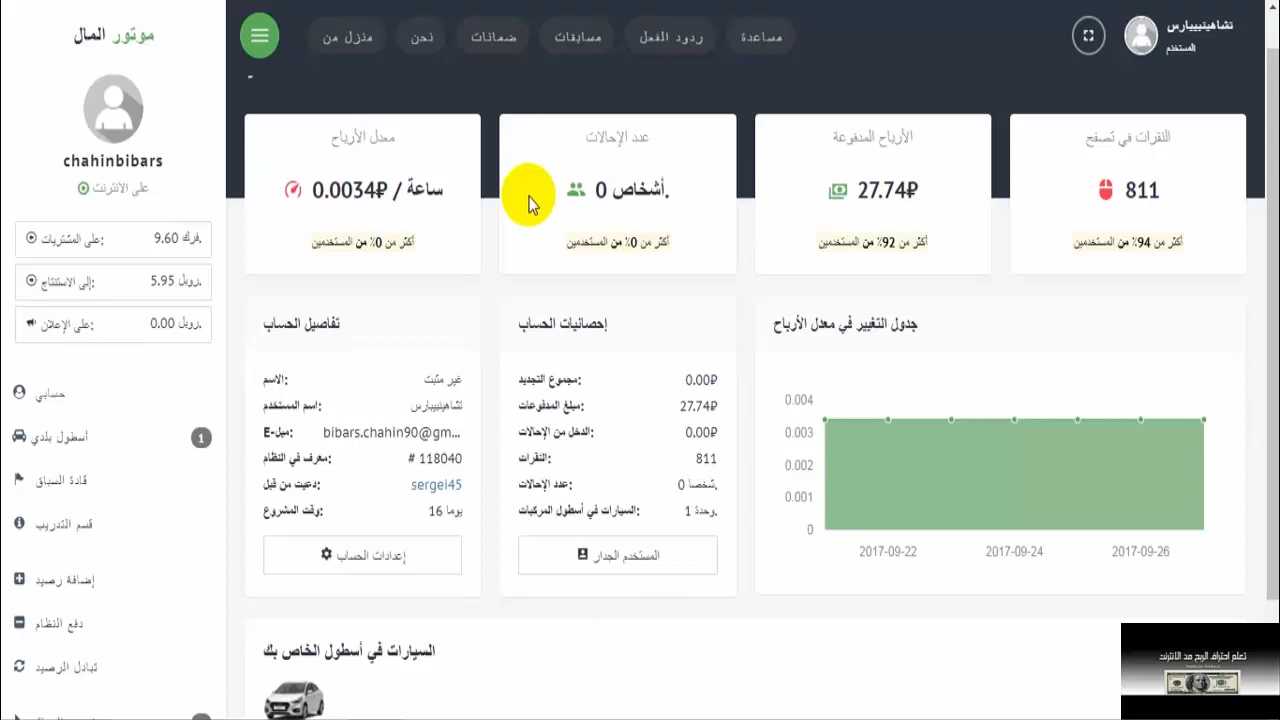 موتور المال
chahinbibars
على الانترنت
على المشتريات: 9.60 فرك.
إلى الاستنتاج: 5.95 روبل.
على الإعلان: 0.00 روبل.
حسابي
أسطول بلدي 1
قادة السباق
قسم التدريب
إضافة رصيد
دفع النظام
تبادل الرصيد
منزل من
نحن
ضمانات
مسابقات
ردود الفعل
مساعدة
تشاهينيبيبارس
المستخدم
معدل الأرباح
0.0034₽ / ساعة
أكثر من 0٪ من المستخدمين
عدد الإحالات
0 أشخاص.
أكثر من 0٪ من المستخدمين
الأرباح المدفوعة
27.74₽
أكثر من 92٪ من المستخدمين
النقرات في تصفح
811
أكثر من 94٪ من المستخدمين
تفاصيل الحساب
الاسم: غير مثبت
اسم المستخدم: تشاهينيبيبارس
E-ميل: bibars.chahin90@gm...
معرف في النظام: # 118040
دعيت من قبل: sergei45
وقت المشروع: 16 يوما
إعدادات الحساب
إحصائيات الحساب
مجموع التجديد: 0.00₽
مبلغ المدفوعات: 27.74₽
الدخل من الإحالات: 0.00₽
النقرات: 811
عدد الإحالات: 0 شخصا.
السيارات في أسطول المركبات: 1 وحدة.
المستخدم الجدار
جدول التغيير في معدل الأرباح
0.004
0.003
0.002
0.001
0
2017-09-22
2017-09-24
2017-09-26
السيارات في أسطول الخاص بك
تعلم احتراف الربح مد الانترنت